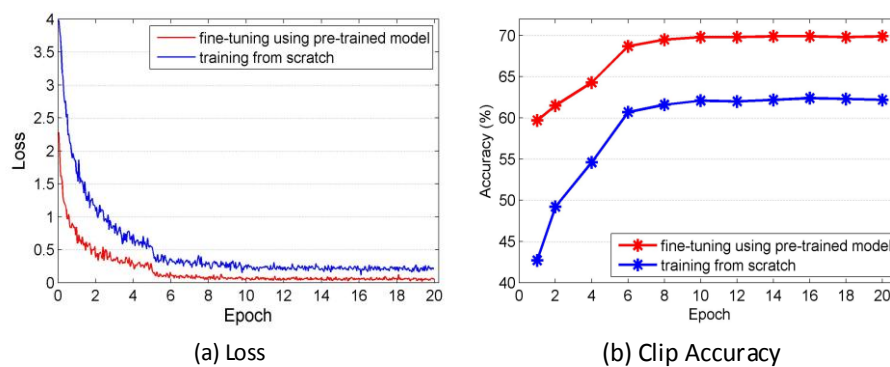 4
3.5
3
2.5
2
1.5
1
0.5
0
Loss
fine-tuning using pre-trained model
training from scratch
0 2 4 6 8 10 12 14 16 18 20
Epoch
(a) Loss
70
65
60
55
50
45
40
Accuracy (%)
fine-tuning using pre-trained model
training from scratch
0 2 4 6 8 10 12 14 16 18 20
Epoch
(b) Clip Accuracy